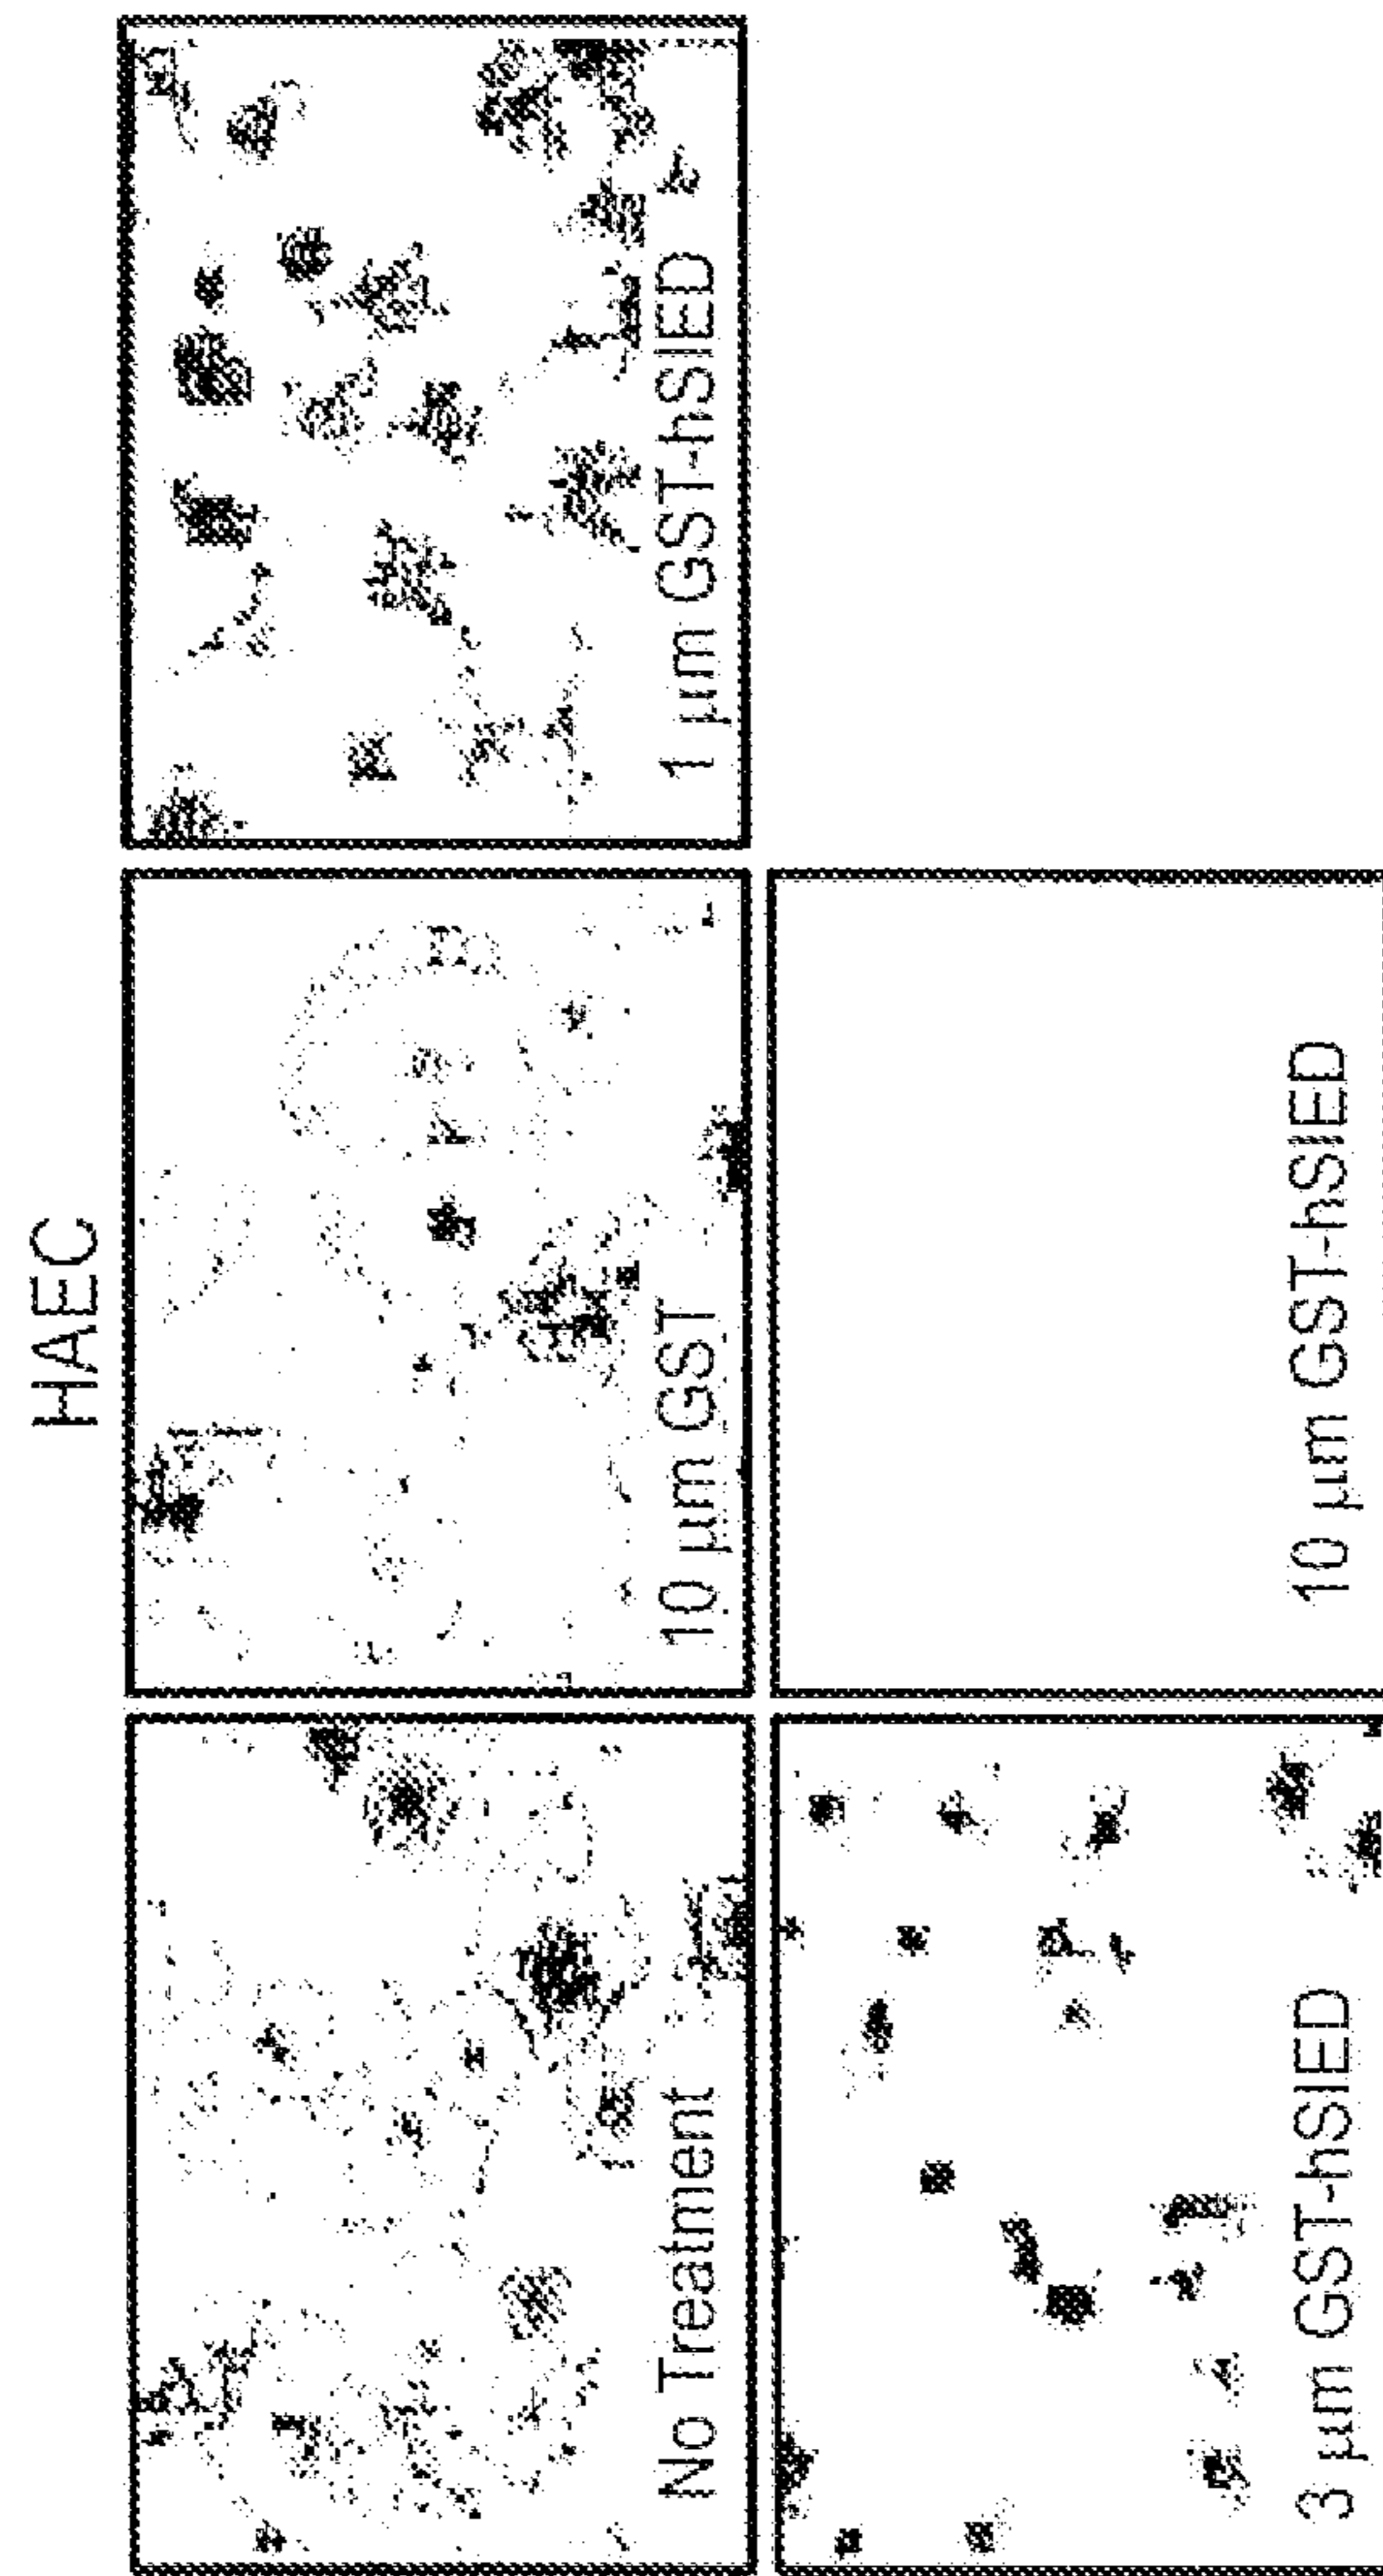 HAEC
No Treatment
10 µm GST
1 µm GST-hSIED
3 µm GST-hSIED
10 µm GST-hSIED